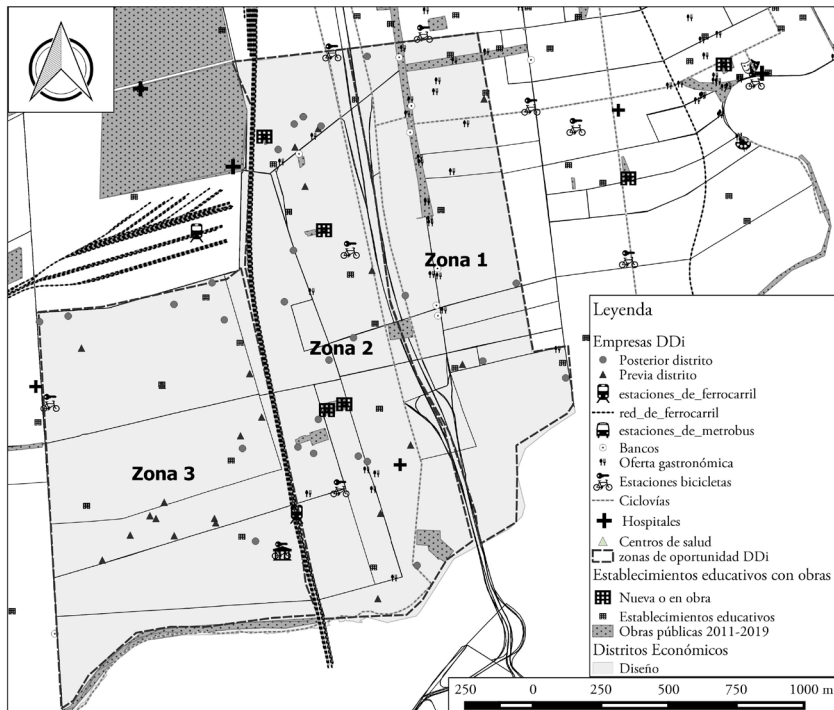 Zona 1
Zona 2
Zona 3
Leyenda
Empresas DDi
Posterior distrito
Previa distrito
estaciones_de_ferrocarril
red_de_ferrocarril
estaciones_de_metrobus
Bancos
Oferta gastronómica
Estaciones bicicletas
Ciclovías
Hospitales
Centros de salud
zonas de oportunidad DDi
Establecimientos educativos con obras
Nueva o en obra
Establecimientos educativos
Obras públicas 2011-2019
Distritos Económicos
Diseño
250 0 250 500 750 1000 m